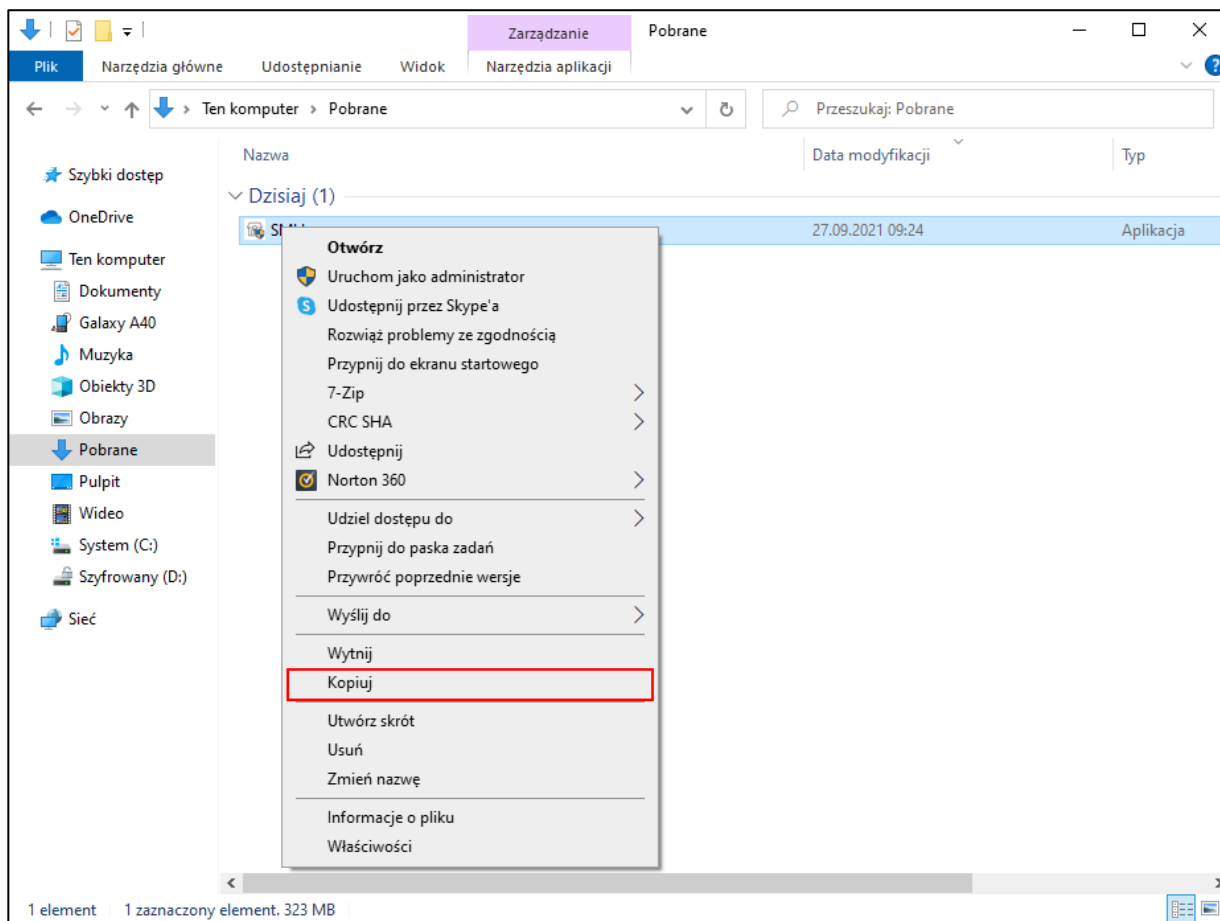 Zarządzanie
Pobrane
Plik
Narzędzia główne
Udostępnianie
Widok
Narzędzia aplikacji
Ten komputer
Pobrane
Przeszukaj: Pobrane
Nazwa
Data modyfikacji
Typ
Szybki dostęp
OneDrive
Ten komputer
Dokumenty
Galaxy A40
Muzyka
Obiekty 3D
Obrazy
Pobrane
Pulpit
Wideo
System (C:)
Szyfrowany (D:)
Sieć
Dzisiaj (1)
27.09.2021 09:24
Aplikacja
Otwórz
Uruchom jako administrator
Udostępnij przez Skype'a
Rozwiąż problemy ze zgodnością
Przypnij do ekranu startowego
7-Zip
CRC SHA
Udostępnij
Norton 360
Udziel dostępu do
Przypnij do paska zadań
Przywróć poprzednie wersje
Wyślij do
Wytnij
Kopiuj
Utwórz skrót
Usuń
Zmień nazwę
Informacje o pliku
Właściwości
1 element
1 zaznaczony element. 323 MB